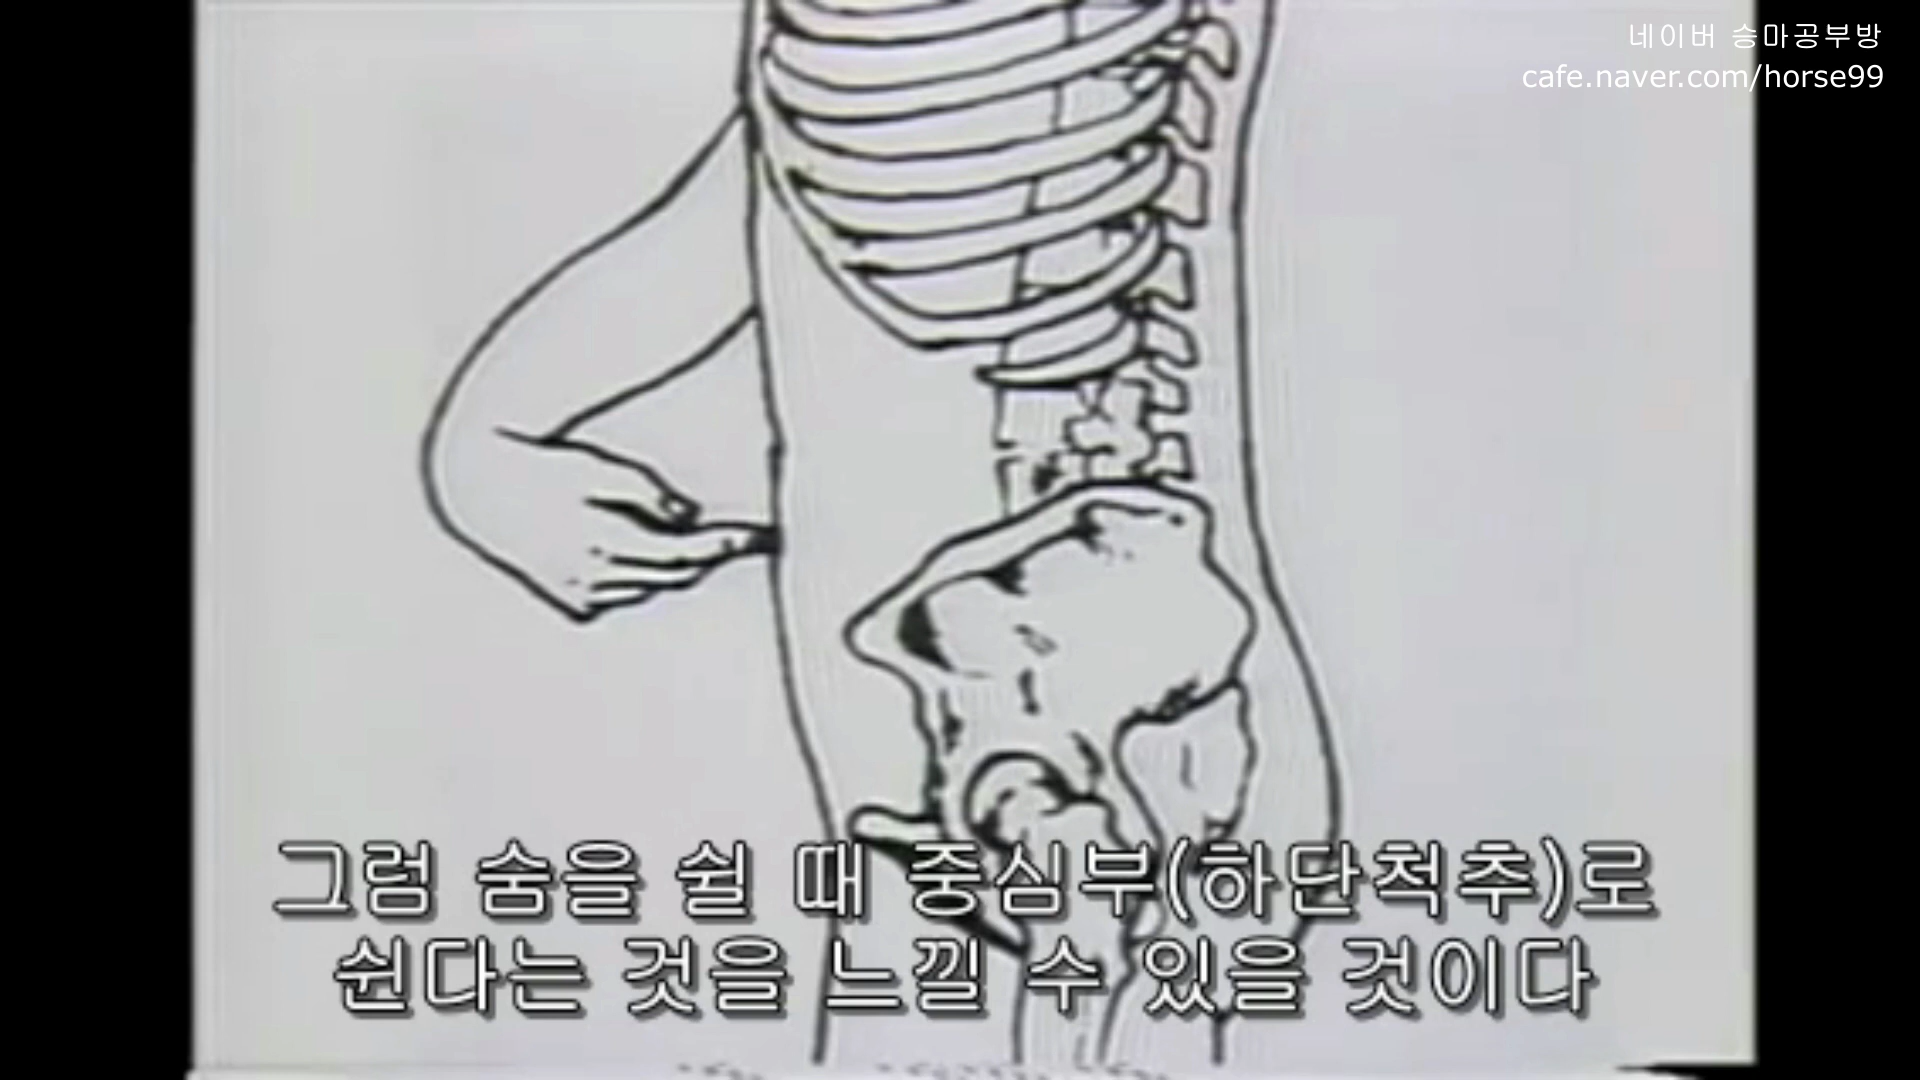 네이버 승마공부방
cafe.naver.com/horse99
그럼 숨을 쉴 때 중심부(하단척추)로
쉰다는 것을 느낄 수 있을 것이다